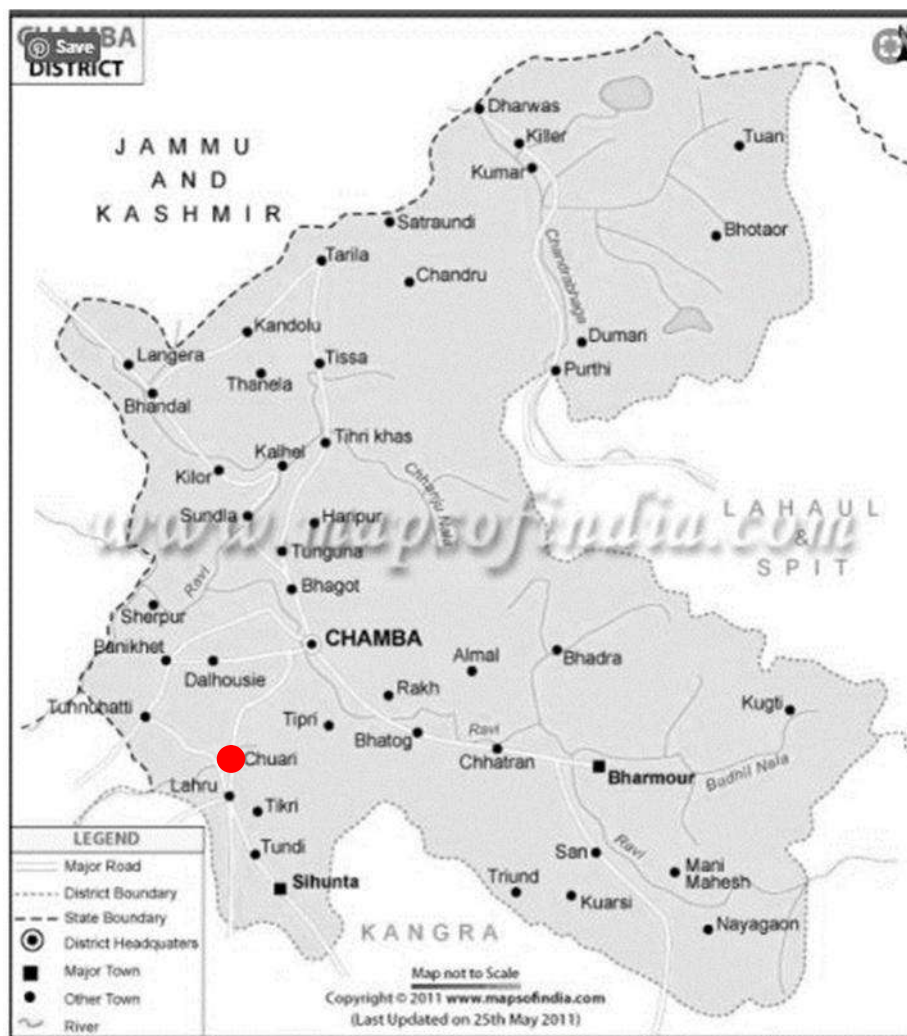 CHAMBA
Save
DISTRICT
N
JAMMU
AND
KASHMIR
Dharwas
Killer
Kumar
Tuan
Satraundi
Bhotaor
Tarila
Chandru
Chandrabhaga
Kandolu
Dumari
Langera
Tissa
Thanela
Purthi
Bhandal
Tihri khas
Kalhel
Kilor
Chhanju Nala
Sundla
Haripur
www.mapsofindia.com
LAHAUL
&
SPIT
Tunguna
Ravi
Bhagot
Sherpur
CHAMBA
Banikhet
Almal
Bhadra
Dalhousie
Rakh
Kugti
Tuhnuhatti
Tipri
Bhatog
Ravi
Chhatran
Chuari
Bharmour
Budhil Nala
Lahru
Tikri
LEGEND
Major Road
District Boundary
State Boundary
District Headquaters
Major Town
Other Town
River
Tundi
Sihunta
San
Ravi
Mani
Mahesh
Triund
Kuarsi
Nayagaon
KANGRA
Map not to Scale
Copyright © 2011 www.mapsofindia.com
(Last Updated on 25th May 2011)